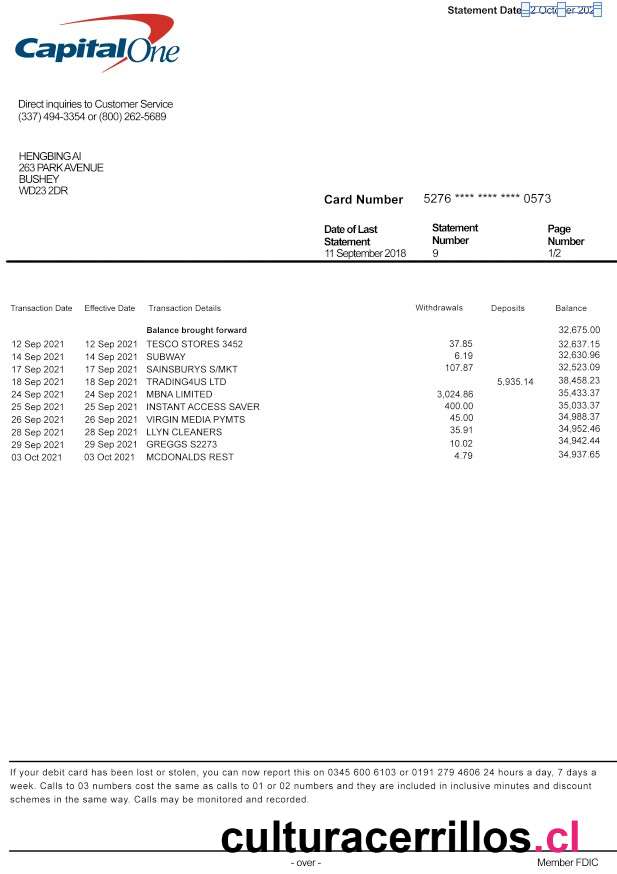 Statement Date
Capital One
Direct inquiries to Customer Service
(337) 494-3354 or (800) 262-5689
HENGBING AI
263 PARK AVENUE
BUSHEY
WD23 2DR
Card Number 5276 **** **** **** 0573
Date of Last Statement Page
Statement Number Number
11 September 2018 9 1/2
Transaction Date Effective Date Transaction Details Withdrawals Deposits Balance
Balance brought forward 32,675.00
12 Sep 2021 12 Sep 2021 TESCO STORES 3452 37.85 32,637.15
14 Sep 2021 14 Sep 2021 SUBWAY 6.19 32,630.96
17 Sep 2021 17 Sep 2021 SAINSBURYS S/MKT 107.87 32,523.09
18 Sep 2021 18 Sep 2021 TRADING4US LTD 5,935.14 38,458.23
24 Sep 2021 24 Sep 2021 MBNA LIMITED 3,024.86 35,433.37
25 Sep 2021 25 Sep 2021 INSTANT ACCESS SAVER 400.00 35,033.37
26 Sep 2021 26 Sep 2021 VIRGIN MEDIA PYMTS 45.00 34,988.37
28 Sep 2021 28 Sep 2021 LLYN CLEANERS 35.91 34,952.46
29 Sep 2021 29 Sep 2021 GREGGS S2273 10.02 34,942.44
03 Oct 2021 03 Oct 2021 MCDONALDS REST 4.79 34,937.65
If your debit card has been lost or stolen, you can now report this on 0345 600 6103 or 0191 279 4606 24 hours a day, 7 days a
week. Calls to 03 numbers cost the same as calls to 01 or 02 numbers and they are included in inclusive minutes and discount
schemes in the same way. Calls may be monitored and recorded.
culturacerrillos.cl
- over - Member FDIC